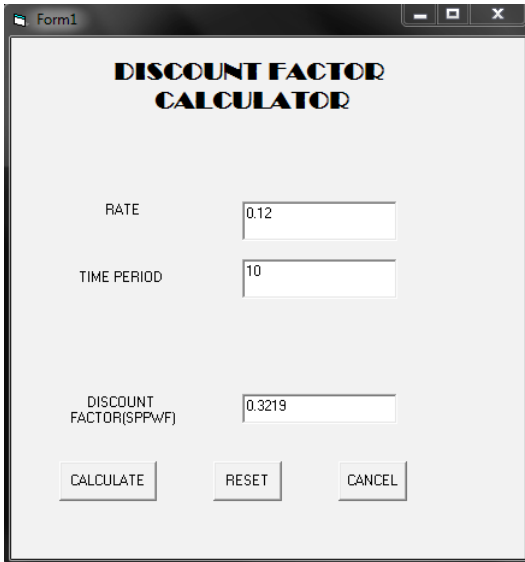 Form1
DISCOUNT FACTOR
CALCULATOR
RATE
0.12
TIME PERIOD
10
DISCOUNT
FACTOR(SPPWF)
0.3219
CALCULATE
RESET
CANCEL